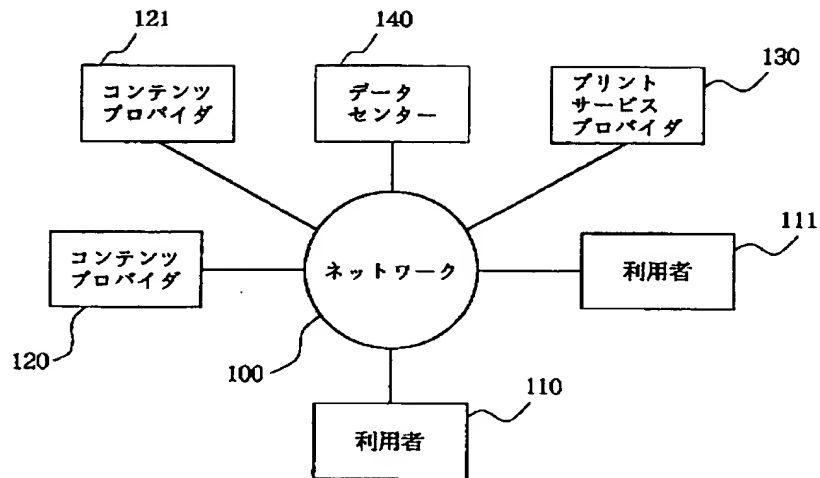 121
コンテンツ
プロバイダ
140
データ
センター
130
プリント
サービス
プロバイダ
コンテンツ
プロバイダ
120
ネットワーク
100
111
利用者
110
利用者